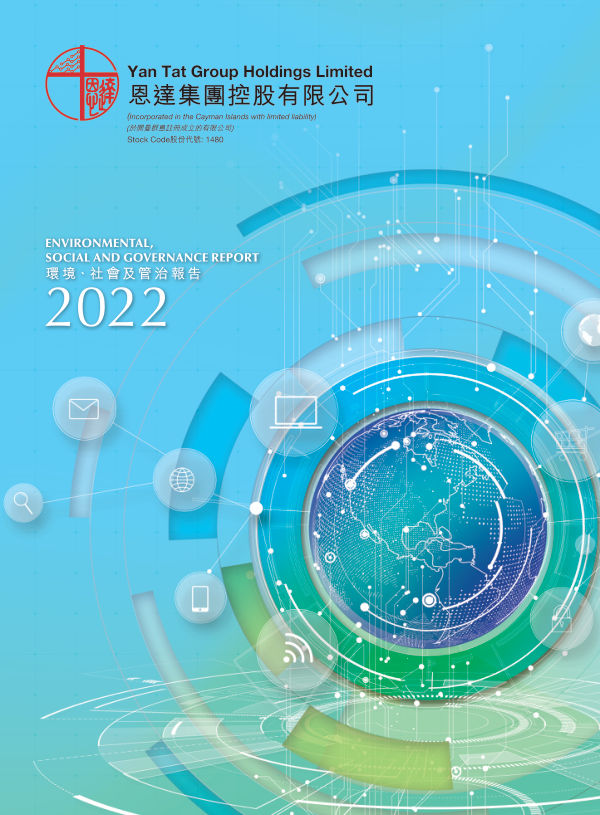 恩達
Yan Tat Group Holdings Limited
恩達集團控股有限公司
(Incorporated in the Cayman Islands with limited liability)
(於開曼群島註冊成立的有限公司)
Stock Code股份代號: 1480
ENVIRONMENTAL,
SOCIAL AND GOVERNANCE REPORT
環境、社會及管治報告
2022